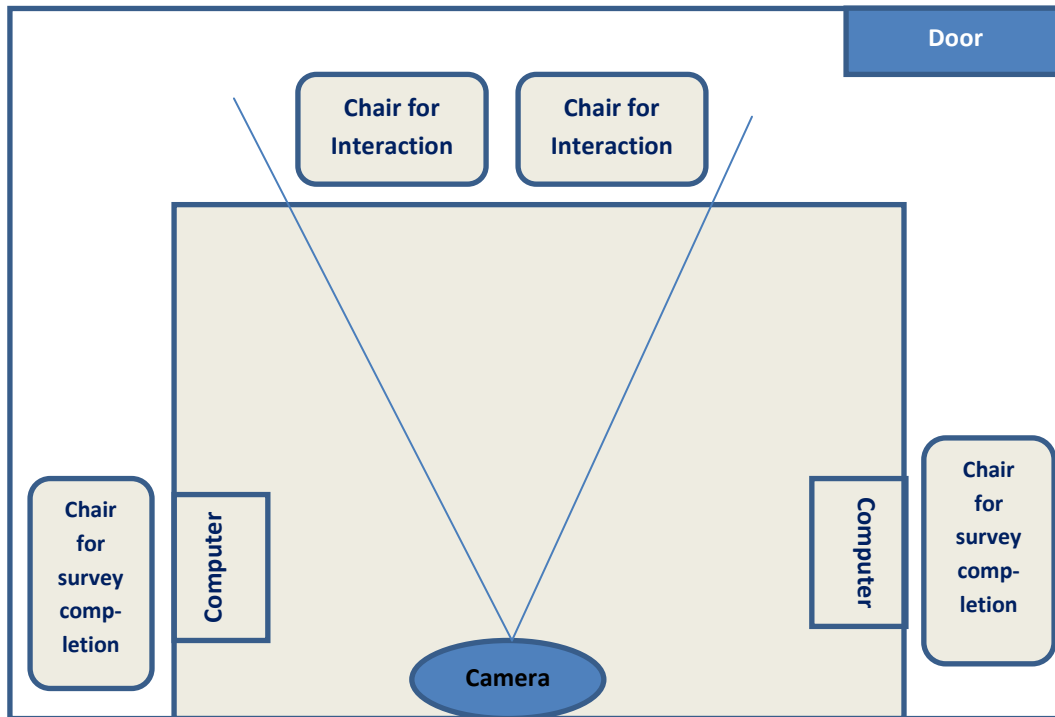 Door
Chair for
Interaction
Chair for
Interaction
Chair
for
survey
comp-
letion
Computer
Computer
Chair
for
survey
comp-
letion
Camera